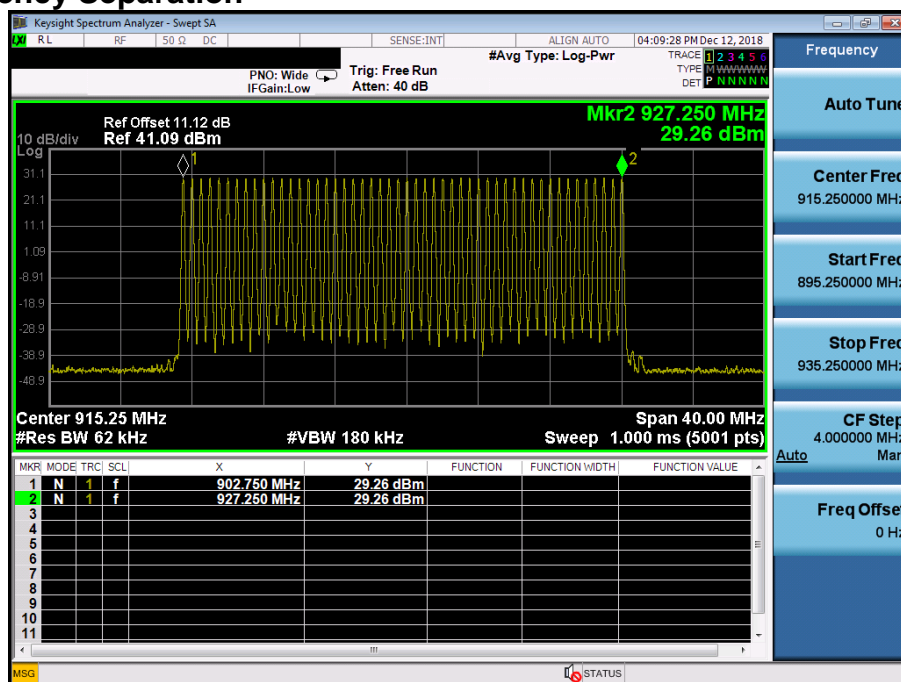 ency Separation
Keysight Spectrum Analyzer - Swept SA
LXI RL RF 50 Ω DC SENSE:INT ALIGN AUTO 04:09:28 PM Dec 12, 2018
#Avg Type: Log-Pwr
TRACE 1 2 3 4 5 6
TYPE M WWWWW
DET P N N N N N
PNO: Wide
IFGain:Low
Trig: Free Run
Atten: 40 dB
Mkr2 927.250 MHz
29.26 dBm
10 dB/div
Log
Ref Offset 11.12 dB
Ref 41.09 dBm
1
2
31.1
21.1
11.1
1.09
-8.91
-18.9
-28.9
-38.9
-48.9
Center 915.25 MHz Span 40.00 MHz
#Res BW 62 kHz #VBW 180 kHz Sweep 1.000 ms (5001 pts)
MKR MODE TRC SCL X Y FUNCTION FUNCTION WIDTH FUNCTION VALUE
1 N 1 f 902.750 MHz 29.26 dBm
2 N 1 f 927.250 MHz 29.26 dBm
3
4
5
6
7
8
9
10
11
MSG STATUS
Frequency
Auto Tune
Center Freq
915.250000 MHz
Start Freq
895.250000 MHz
Stop Freq
935.250000 MHz
CF Step
4.000000 MHz
Auto Man
Freq Offset
0 Hz